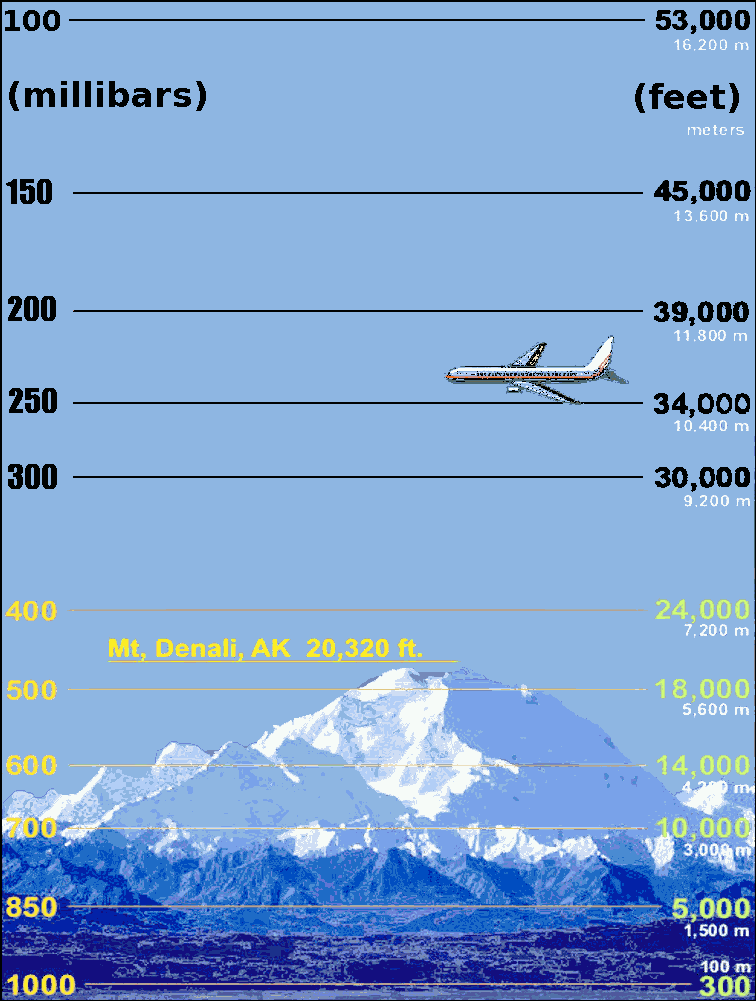 100 53,000
16,200 m
(millibars) (feet)
meters
150 45,000
13,600 m
200 39,000
11,800 m
250 34,000
10,400 m
300 30,000
9,200 m
400 24,000
7,200 m
Mt, Denali, AK 20,320 ft.
500 18,000
5,600 m
600 14,000
4,200 m
700 10,000
3,000 m
850 5,000
1,500 m
100 m
1000 300